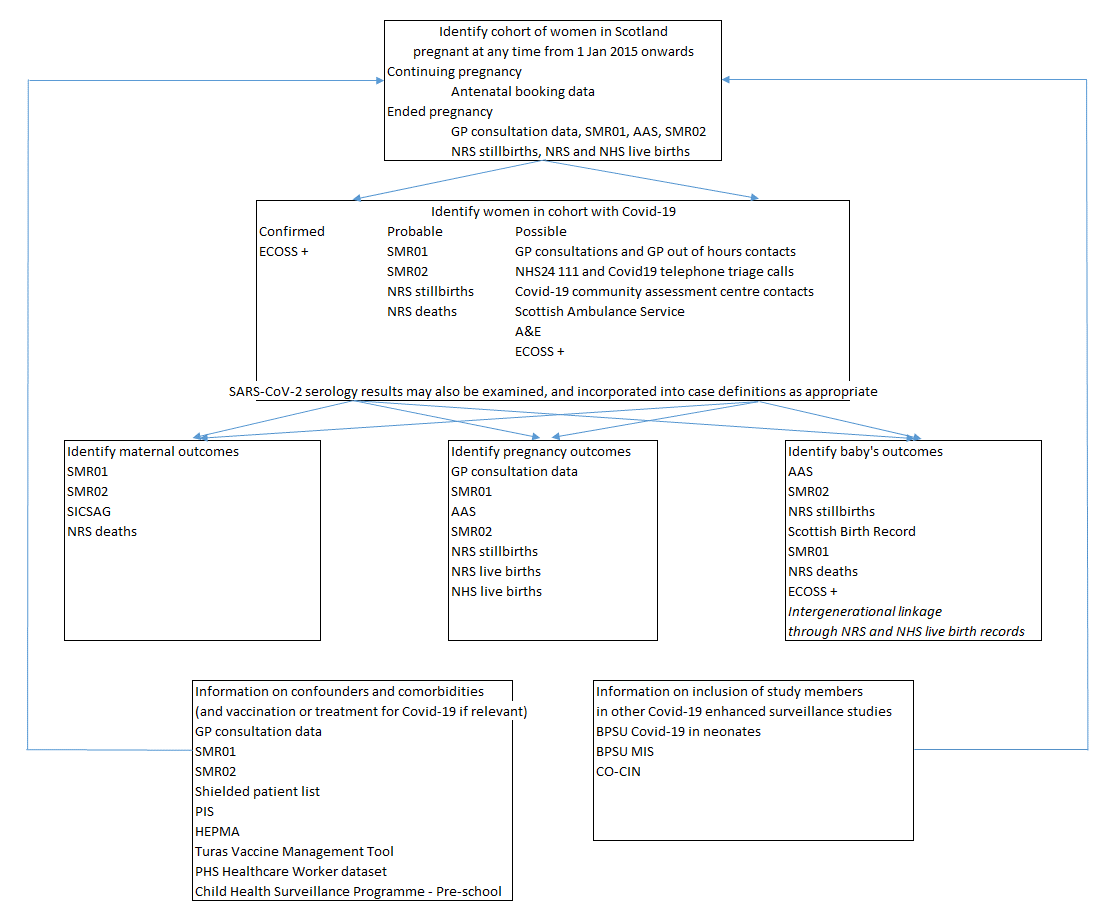 Identify cohort of women in Scotland
pregnant at any time from 1 Jan 2015 onwards
Continuing pregnancy
Antenatal booking data
Ended pregnancy
GP consultation data, SMR01, AAS, SMR02
NRS stillbirths, NRS and NHS live births
Identify women in cohort with Covid-19
Confirmed
ECOSS +
Probable
SMR01
SMR02
NRS stillbirths
NRS deaths
Possible
GP consultations and GP out of hours contacts
NHS24 111 and Covid19 telephone triage calls
Covid-19 community assessment centre contacts
Scottish Ambulance Service
A&E
ECOSS +
SARS-CoV-2 serology results may also be examined, and incorporated into case definitions as appropriate
Identify maternal outcomes
SMR01
SMR02
SICSAG
NRS deaths
Identify pregnancy outcomes
GP consultation data
SMR01
AAS
SMR02
NRS stillbirths
NRS live births
NHS live births
Identify baby's outcomes
AAS
SMR02
NRS stillbirths
Scottish Birth Record
SMR01
NRS deaths
ECOSS +
Intergenerational linkage
through NRS and NHS live birth records
Information on confounders and comorbidities
(and vaccination or treatment for Covid-19 if relevant)
GP consultation data
SMR01
SMR02
Shielded patient list
PIS
HEPMA
Turas Vaccine Management Tool
PHS Healthcare Worker dataset
Child Health Surveillance Programme - Pre-school
Information on inclusion of study members
in other Covid-19 enhanced surveillance studies
BPSU Covid-19 in neonates
BPSU MIS
CO-CIN